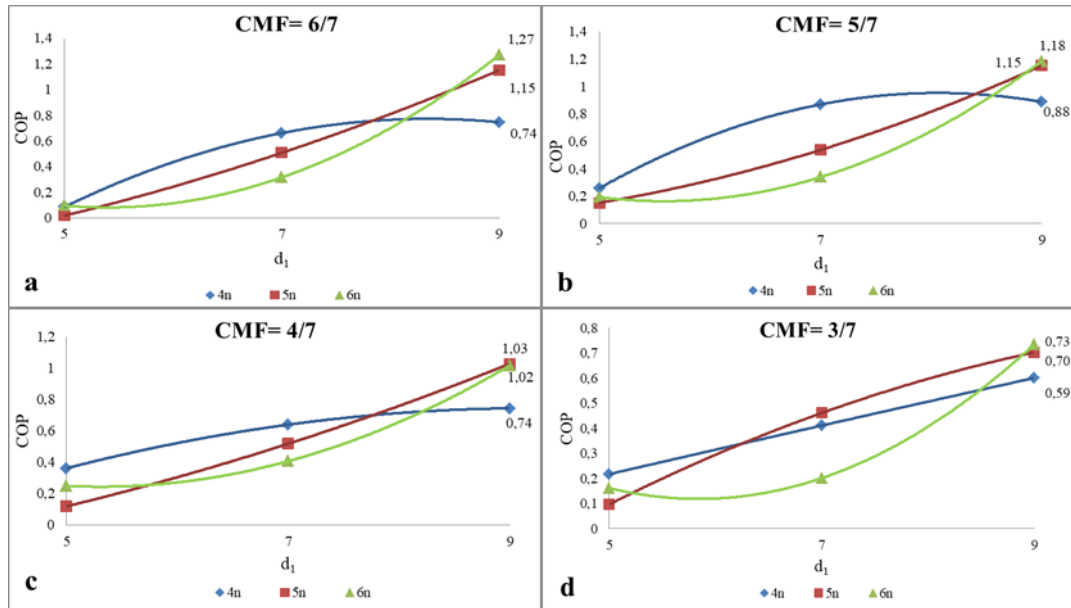 CMF= 6/7
1,4
1,2
1
0,8
0,6
0,4
0,2
0
COP
1,27
1,15
0,74
5 7 9
d₁
a
4n 5n 6n
CMF= 5/7
1,4
1,2
1
0,8
0,6
0,4
0,2
0
COP
1,18
1,15
0,88
5 7 9
d₁
b
4n 5n 6n
CMF= 4/7
1,2
1
0,8
0,6
0,4
0,2
0
COP
1,03
1,02
0,74
5 7 9
d₁
c
4n 5n 6n
CMF= 3/7
0,8
0,7
0,6
0,5
0,4
0,3
0,2
0,1
0
COP
0,73
0,70
0,59
5 7 9
d₁
d
4n 5n 6n